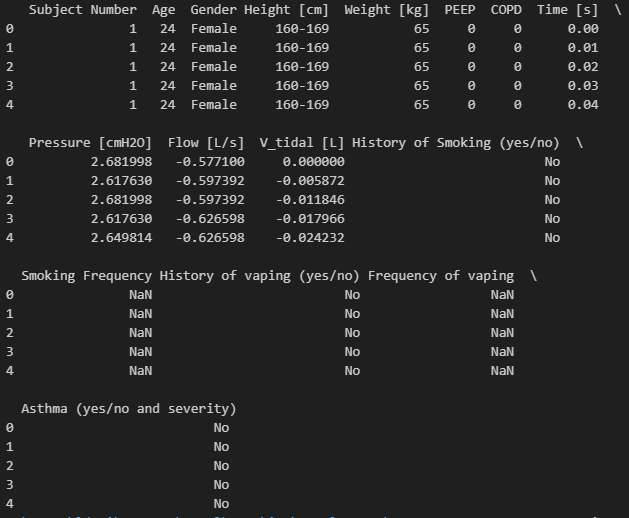 Subject Number  Age  Gender Height [cm]  Weight [kg]  PEEP  COPD  Time [s]  \
0               1   24  Female     160-169           65     0     0      0.00
1               1   24  Female     160-169           65     0     0      0.01
2               1   24  Female     160-169           65     0     0      0.02
3               1   24  Female     160-169           65     0     0      0.03
4               1   24  Female     160-169           65     0     0      0.04
Pressure [cmH2O]  Flow [L/s]  V_tidal [L] History of Smoking (yes/no)  \
0          2.681998   -0.577100     0.000000                          No
1          2.617630   -0.597392    -0.005872                          No
2          2.681998   -0.597392    -0.011846                          No
3          2.617630   -0.626598    -0.017966                          No
4          2.649814   -0.626598    -0.024232                          No
Smoking Frequency History of vaping (yes/no) Frequency of vaping  \
0               NaN                         No                 NaN
1               NaN                         No                 NaN
2               NaN                         No                 NaN
3               NaN                         No                 NaN
4               NaN                         No                 NaN
Asthma (yes/no and severity)
0                           No
1                           No
2                           No
3                           No
4                           No